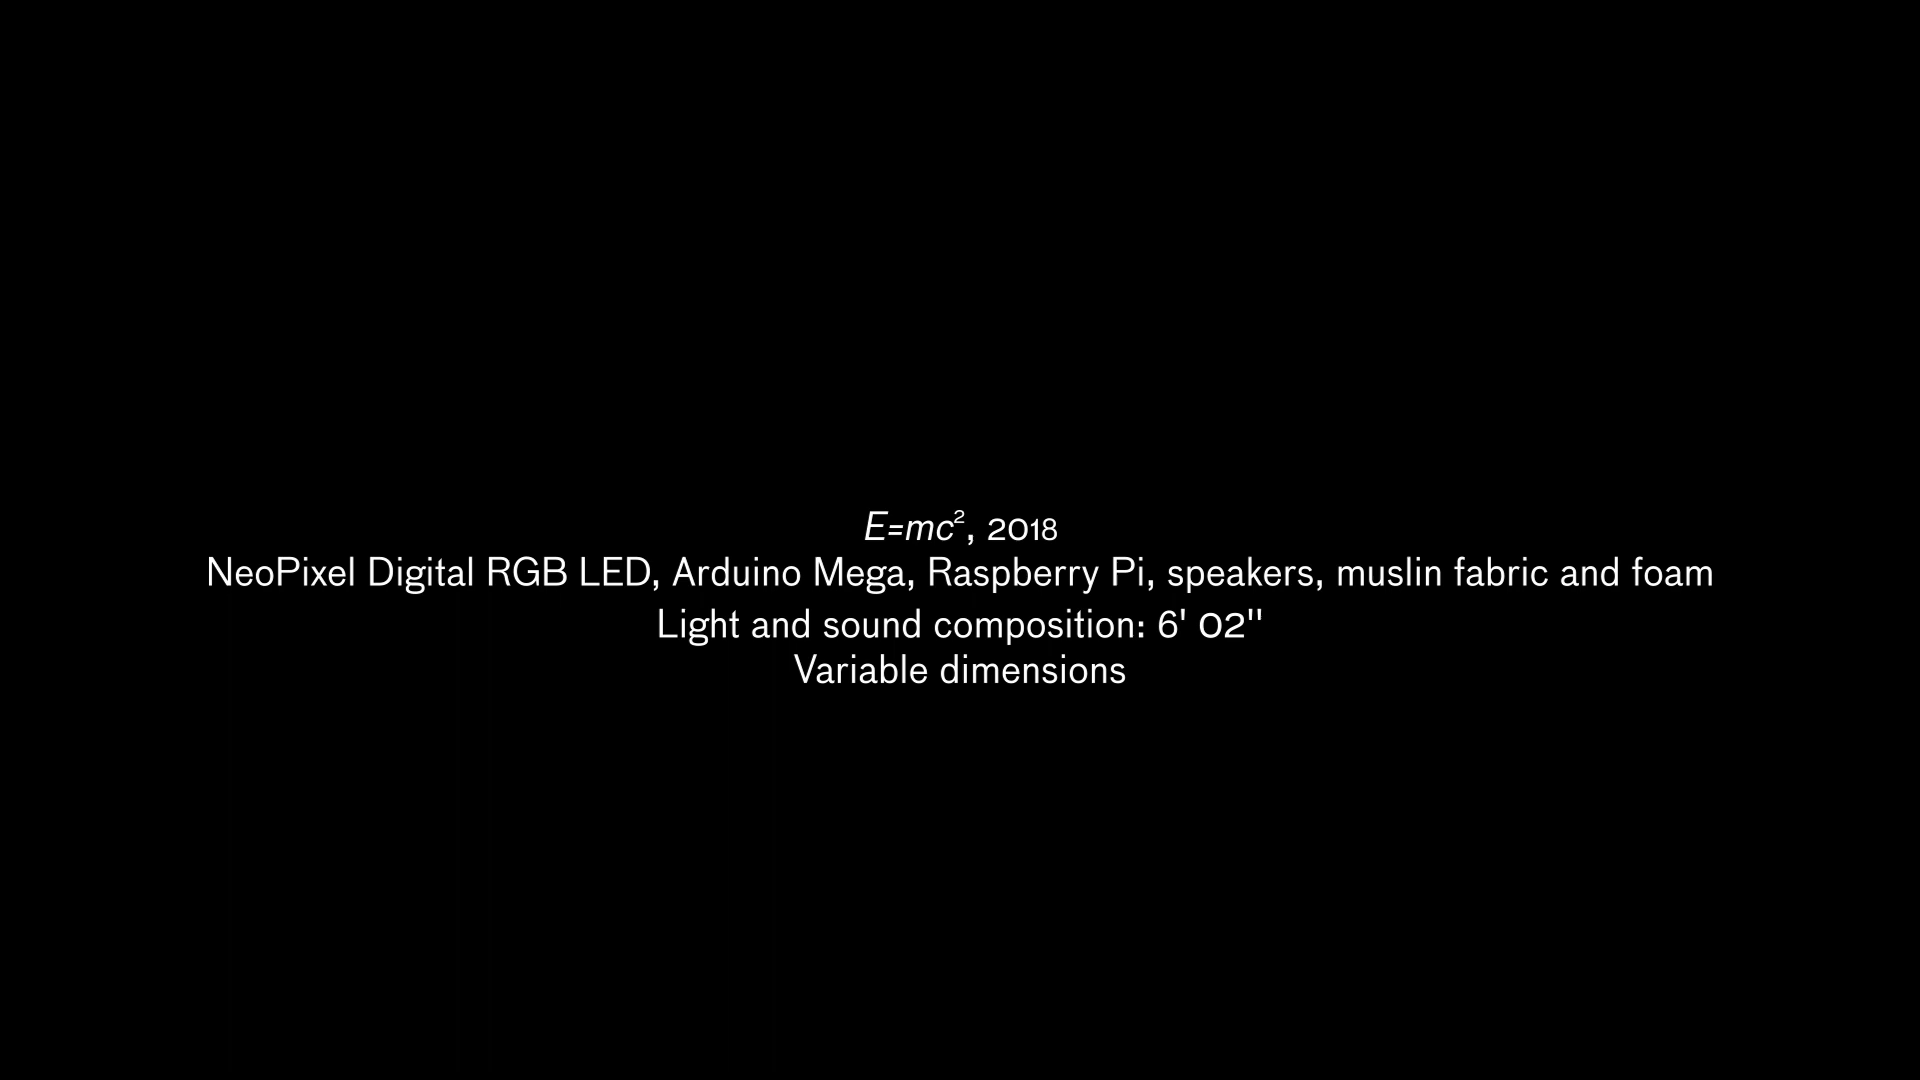 E=mc², 2018
NeoPixel Digital RGB LED, Arduino Mega, Raspberry Pi, speakers, muslin fabric and foam
Light and sound composition: 6' 02"
Variable dimensions